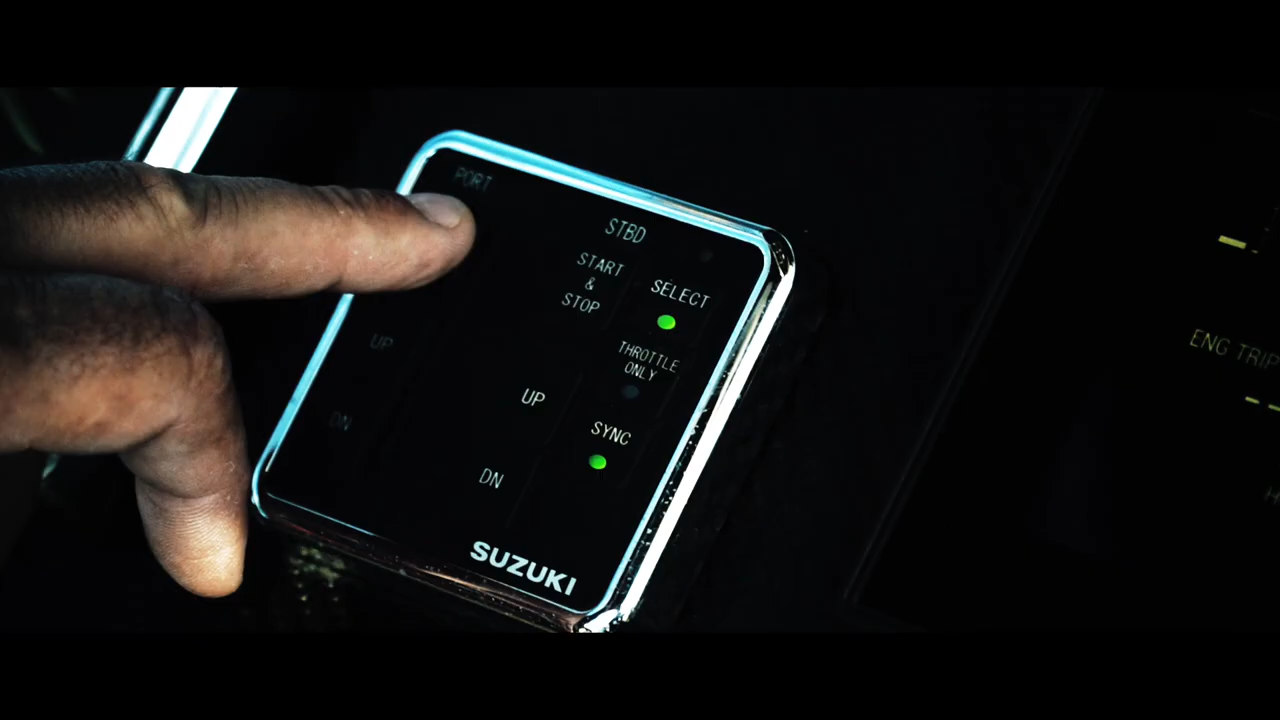 PORT
STBD
START
&
STOP
SELECT
THROTTLE
ONLY
UP
UP
SYNC
DN
DN
SUZUKI
ENG TRIP